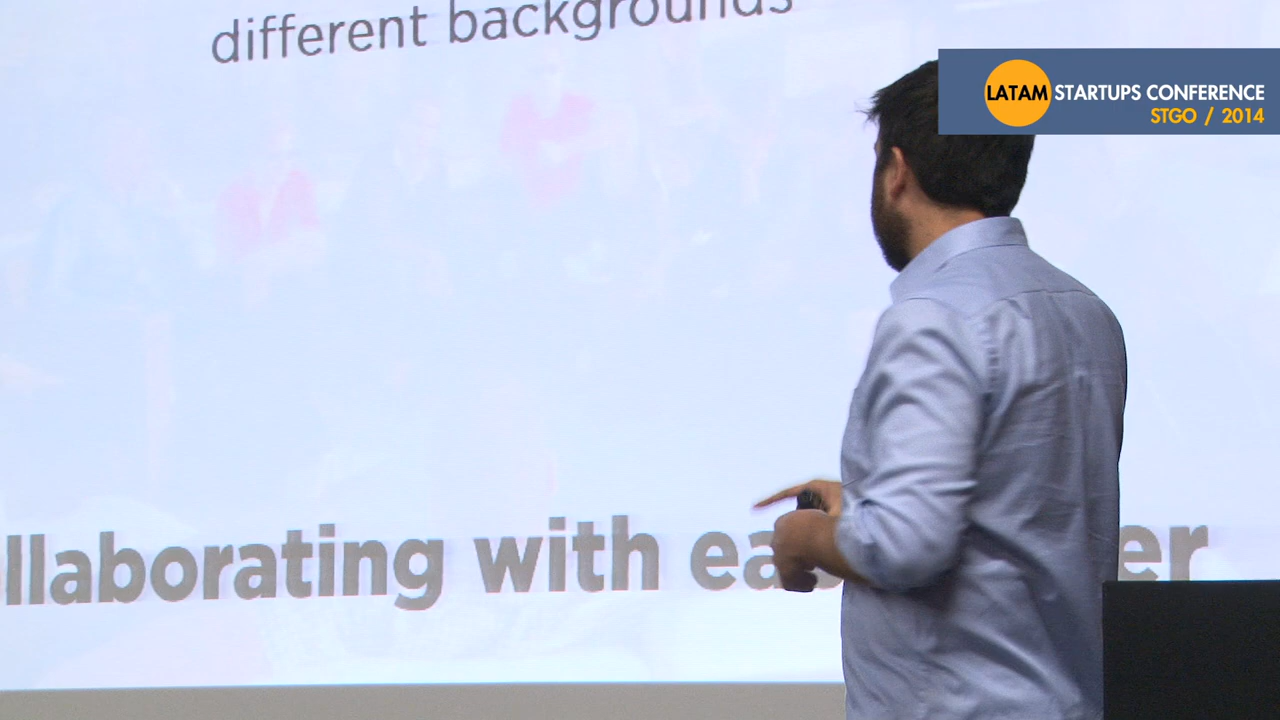 different backgrounds
LATAM STARTUPS CONFERENCE
STGO / 2014
llaborating with ea er